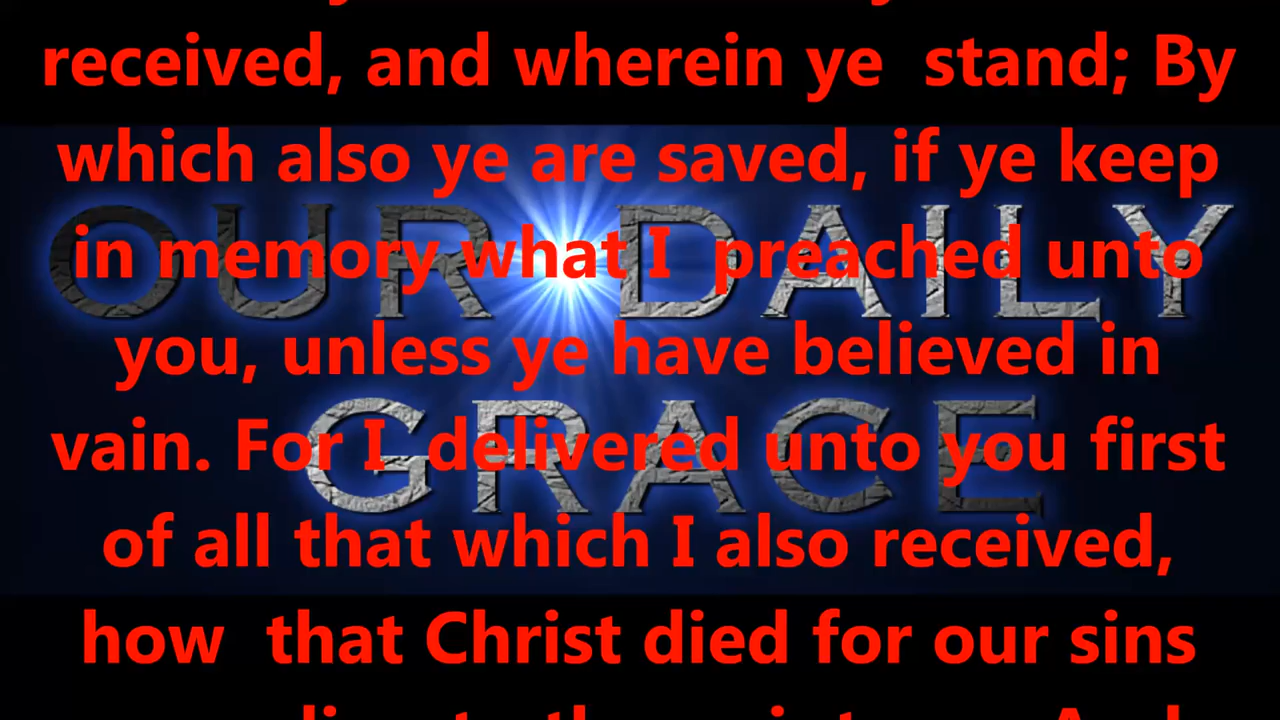 received, and wherein ye stand; By
which also ye are saved, if ye keep
in memory what I preached unto
you, unless ye have believed in
vain. For I delivered unto you first
of all that which I also received,
how that Christ died for our sins
OUR DAILY
GRACE